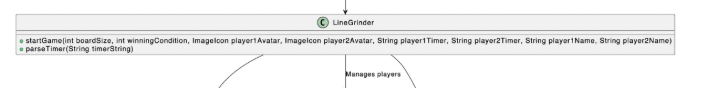 C LineGrinder
startGame(int boardSize, int winningCondition, ImageIcon player1Avatar, ImageIcon player2Avatar, String player1Timer, String player2Timer, String player1Name, String player2Name)
parseTimer(String timerString)
Manages players